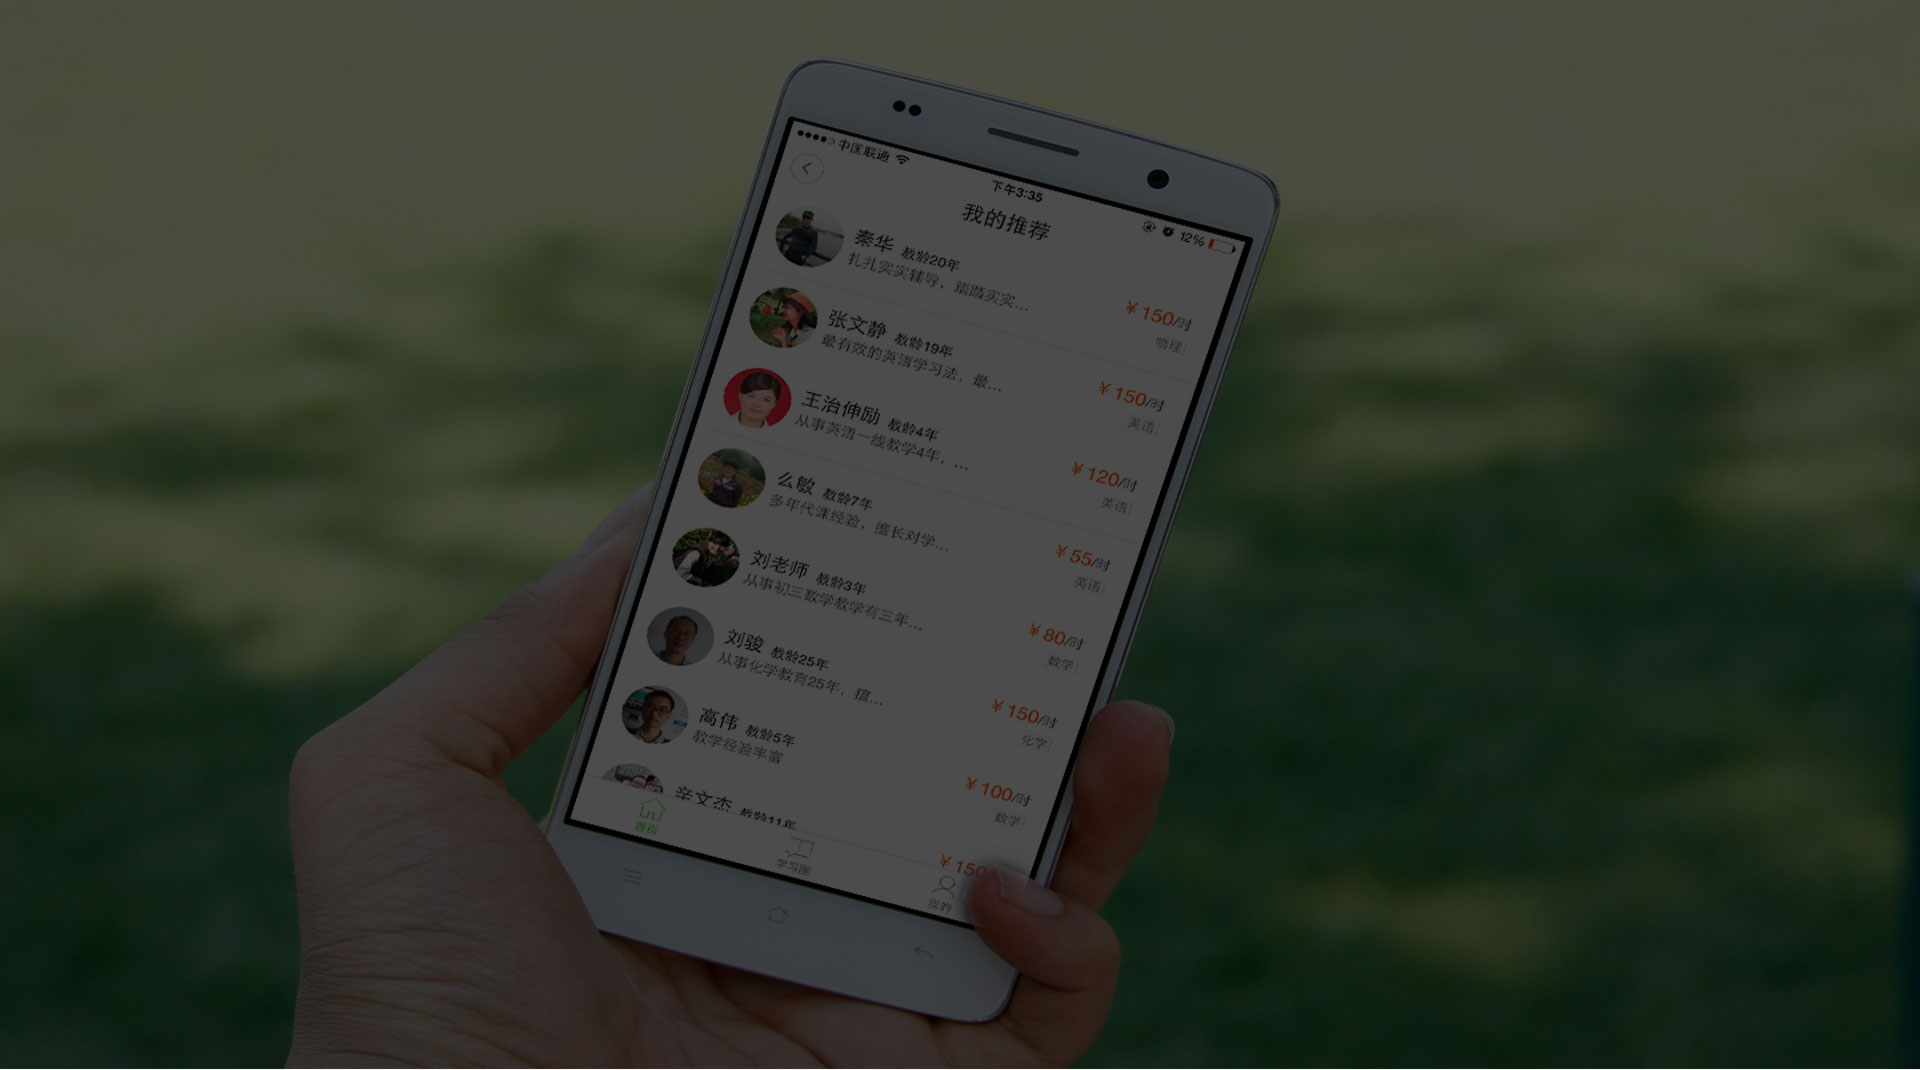 中国联通
下午3:35
12%
我的推荐
秦华 教龄20年
扎扎实实辅导，踏踏实实...
¥150/时
物理
张文静 教龄19年
最有效的英语学习法，最...
¥150/时
英语
王治伸励 教龄4年
从事英语一线教学4年，...
¥120/时
英语
么敏 教龄7年
多年代课经验，擅长对学...
¥55/时
英语
刘老师 教龄3年
从事初三数学教学有三年...
¥80/时
数学
刘骏 教龄25年
从事化学教育25年，擅...
¥150/时
化学
高伟 教龄5年
教学经验丰富
¥100/时
数学
辛文杰 教龄11年
¥150
首页
学习圈
我的